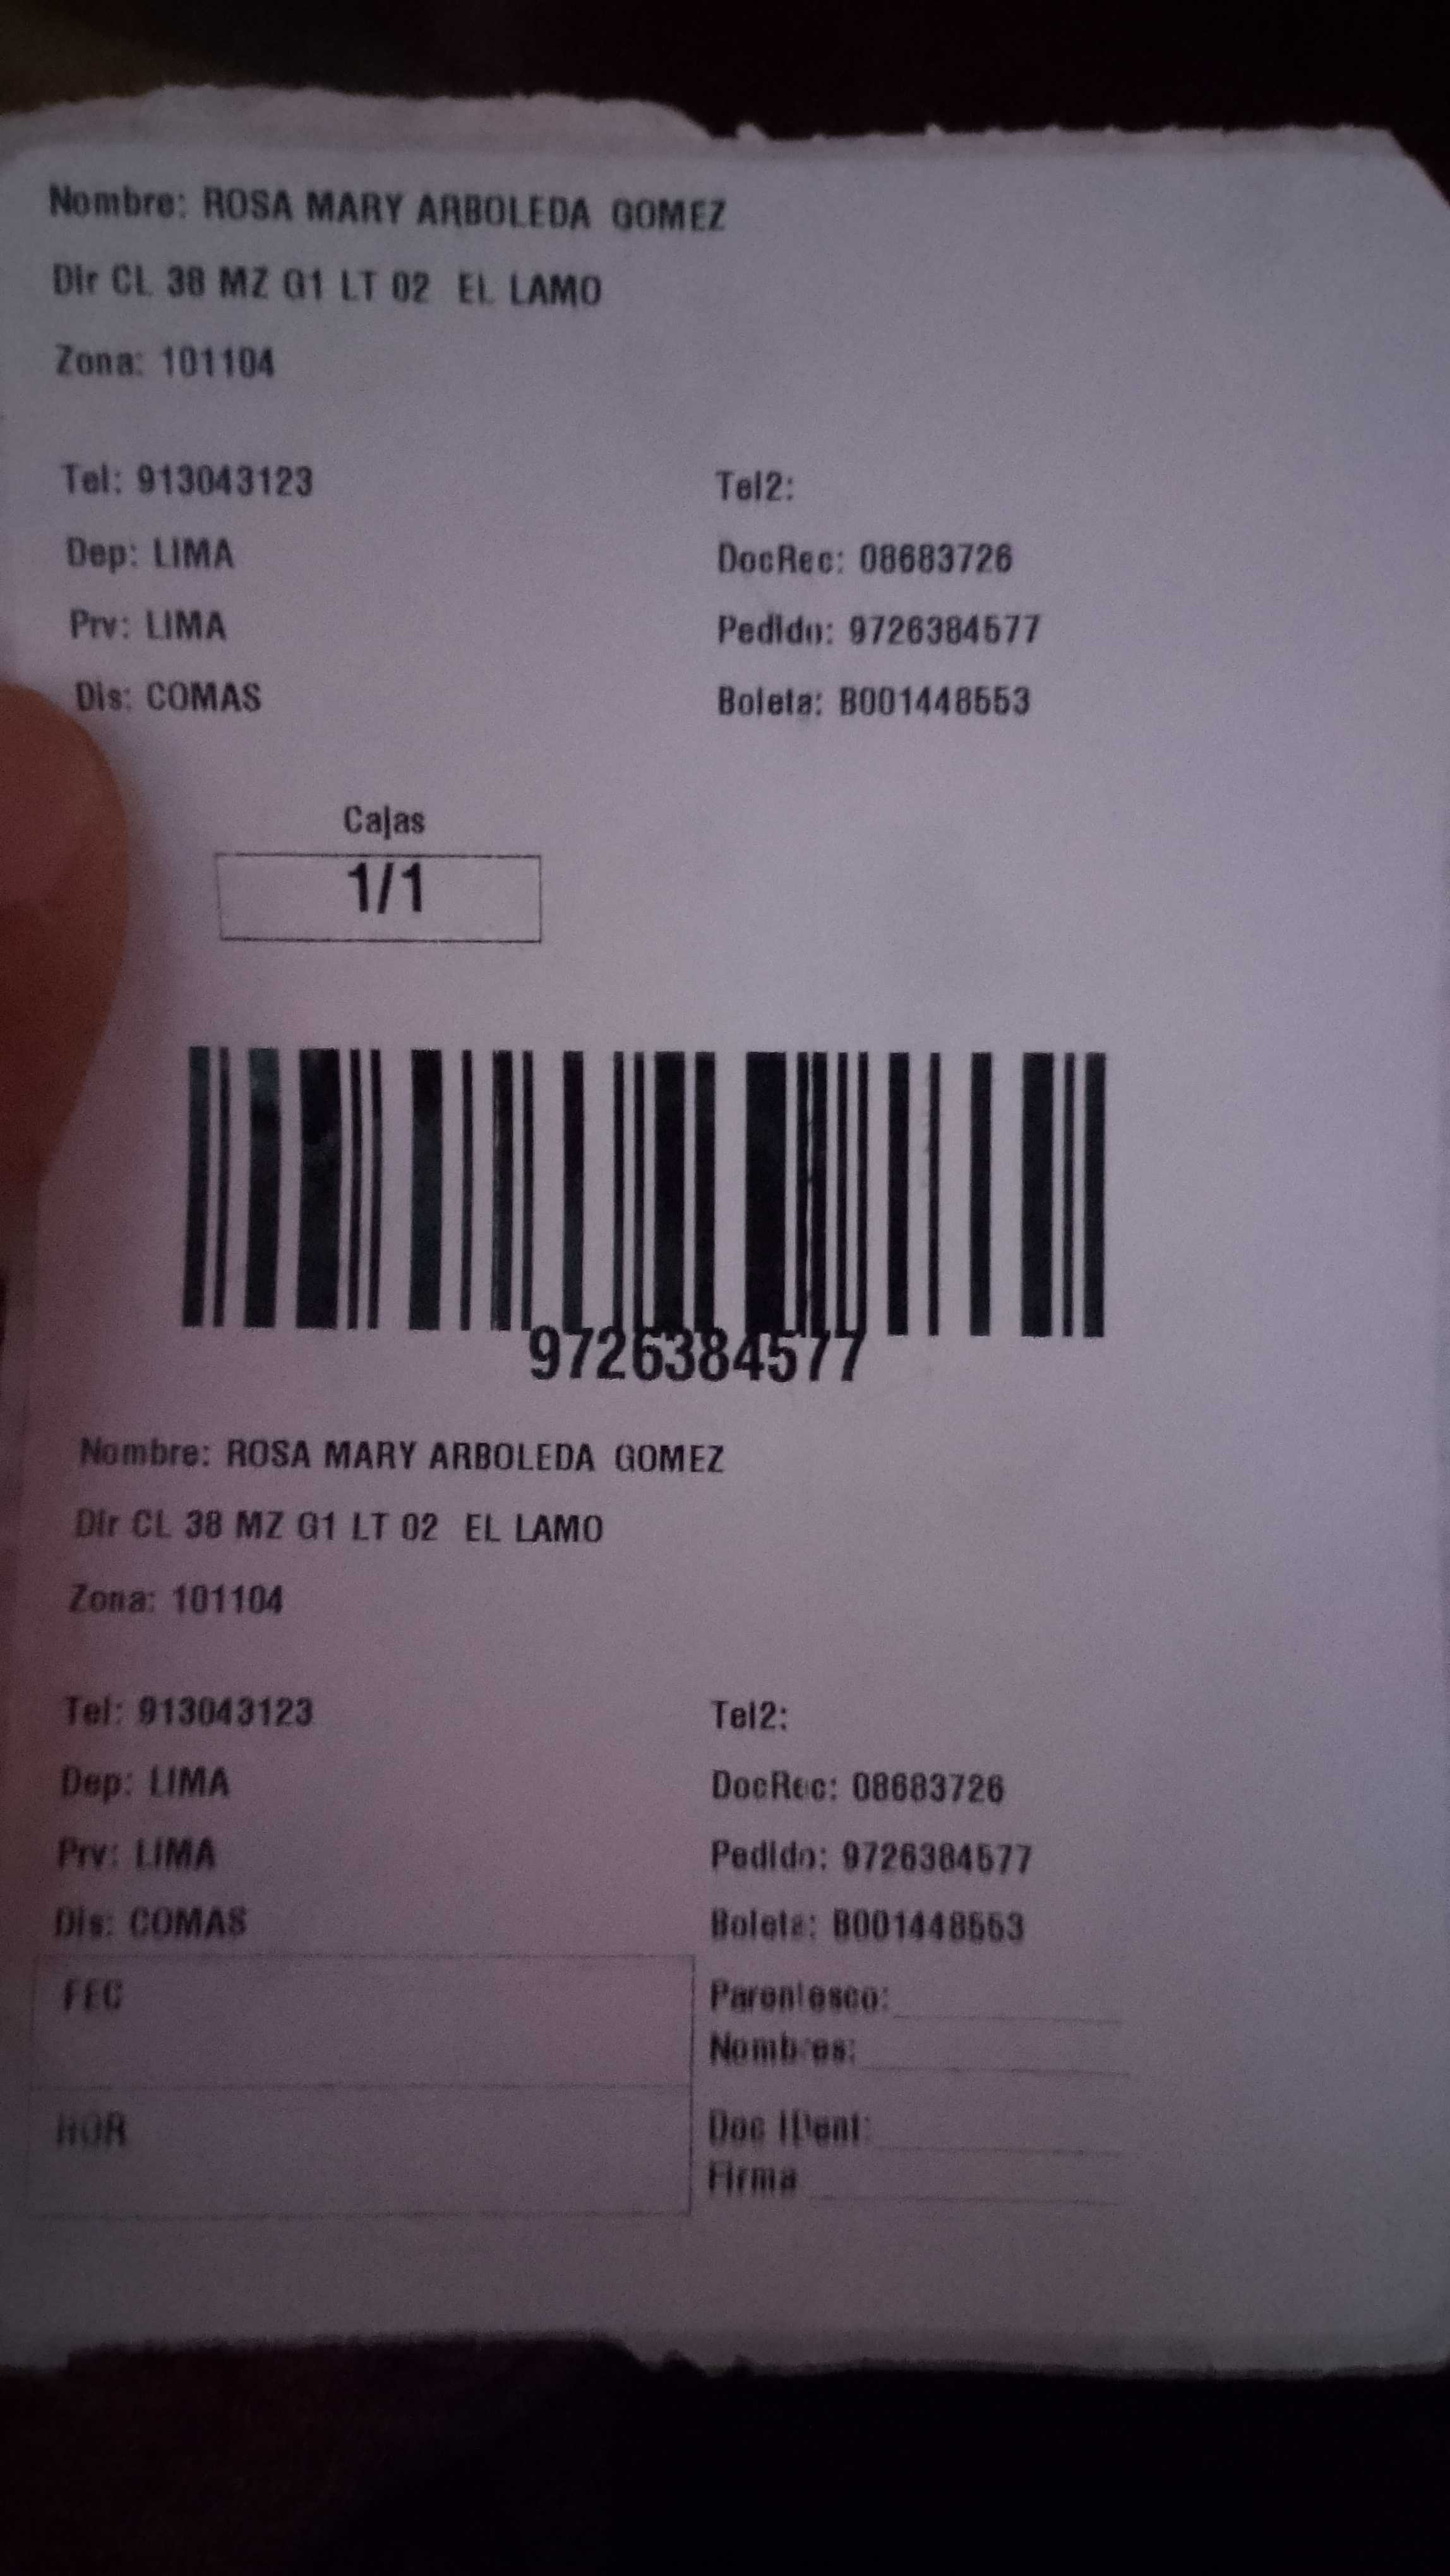 Nombre: ROSA MARY ARBOLEDA GOMEZ
Dir CL 38 MZ G1 LT 02 EL LAMO
Zona: 101104
Tel: 913043123 Tel2:
Dep: LIMA DocRec: 08683726
Prv: LIMA Pedido: 9726384577
Dis: COMAS Boleta: B001448553
Cajas
1/1
9726384577
Nombre: ROSA MARY ARBOLEDA GOMEZ
Dir CL 38 MZ G1 LT 02 EL LAMO
Zona: 101104
Tel: 913043123 Tel2:
Dep: LIMA DocRec: 08683726
Prv: LIMA Pedido: 9726384577
Dis: COMAS Boleta: B001448553
FEC Parentesco:
Nombres:
HOR Doc IDent:
Firma